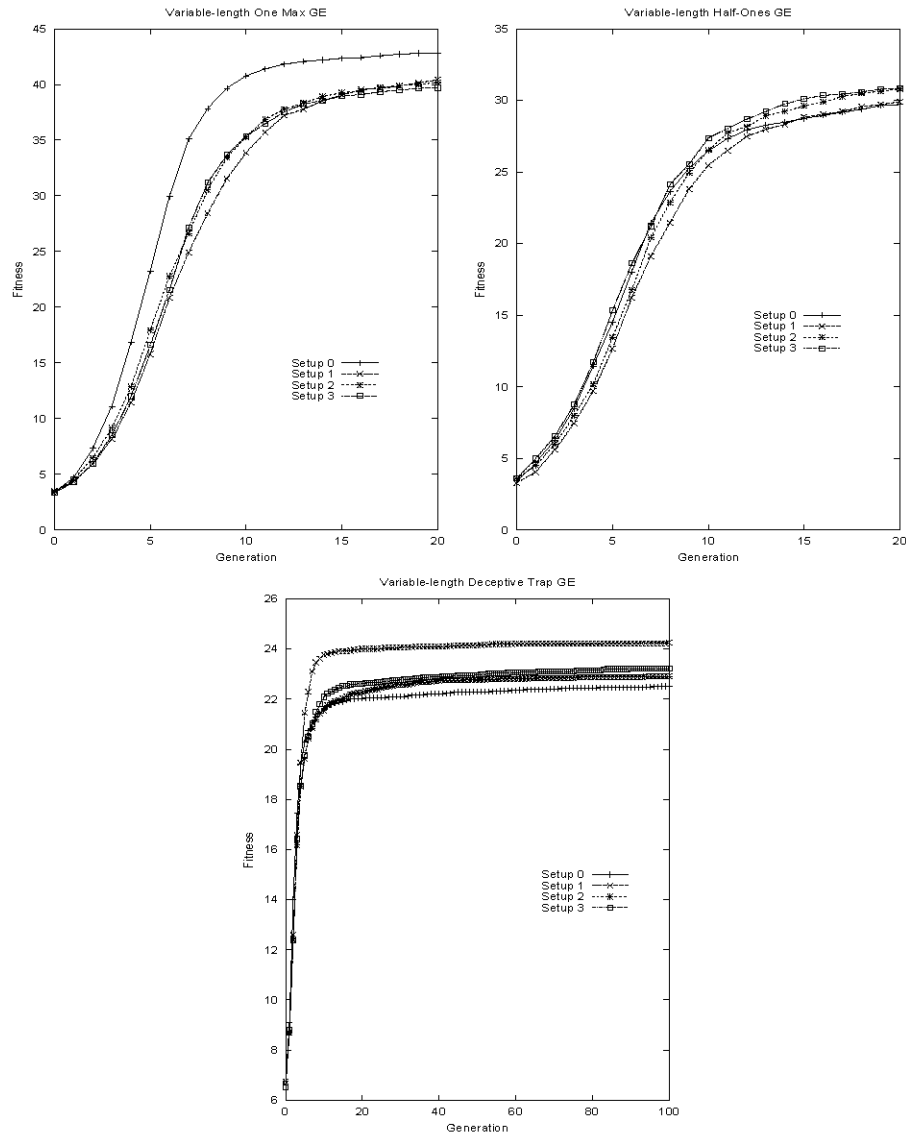 Variable-length One Max GE
45
40
35
30
25
20
15
10
5
0
0 5 10 15 20
Fitness
Generation
Setup 0
Setup 1
Setup 2
Setup 3
Variable-length Half-Ones GE
35
30
25
20
15
10
5
0
0 5 10 15 20
Fitness
Generation
Setup 0
Setup 1
Setup 2
Setup 3
Variable-length Deceptive Trap GE
26
24
22
20
18
16
14
12
10
8
6
0 20 40 60 80 100
Fitness
Generation
Setup 0
Setup 1
Setup 2
Setup 3